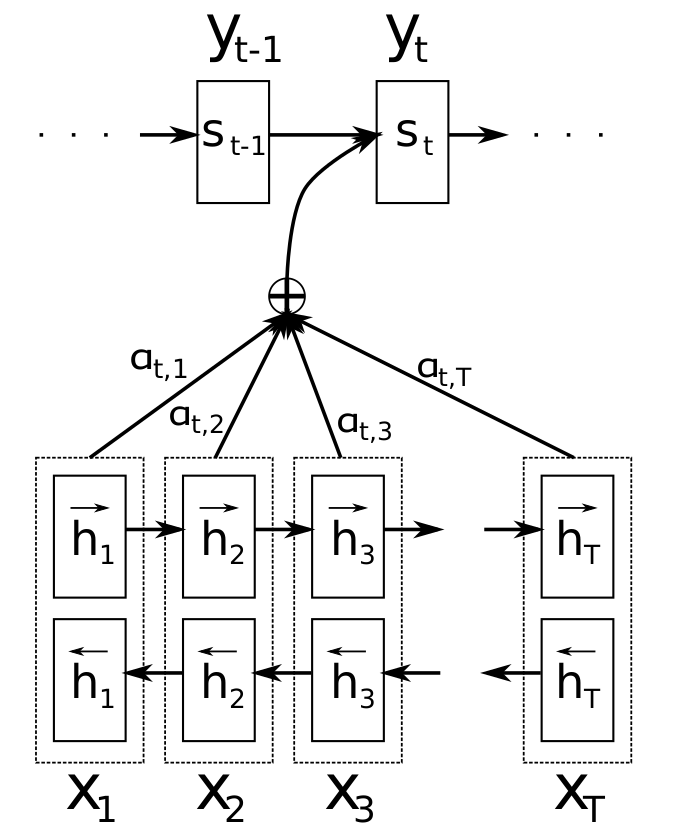 y_{t-1} y_t
. . . s_{t-1} s_t . . .
+
a_{t,1} a_{t,T}
a_{t,2} a_{t,3}
\overrightarrow{h}_1 \overrightarrow{h}_2 \overrightarrow{h}_3 \overrightarrow{h}_T
\overleftarrow{h}_1 \overleftarrow{h}_2 \overleftarrow{h}_3 \overleftarrow{h}_T
x_1 x_2 x_3 x_T